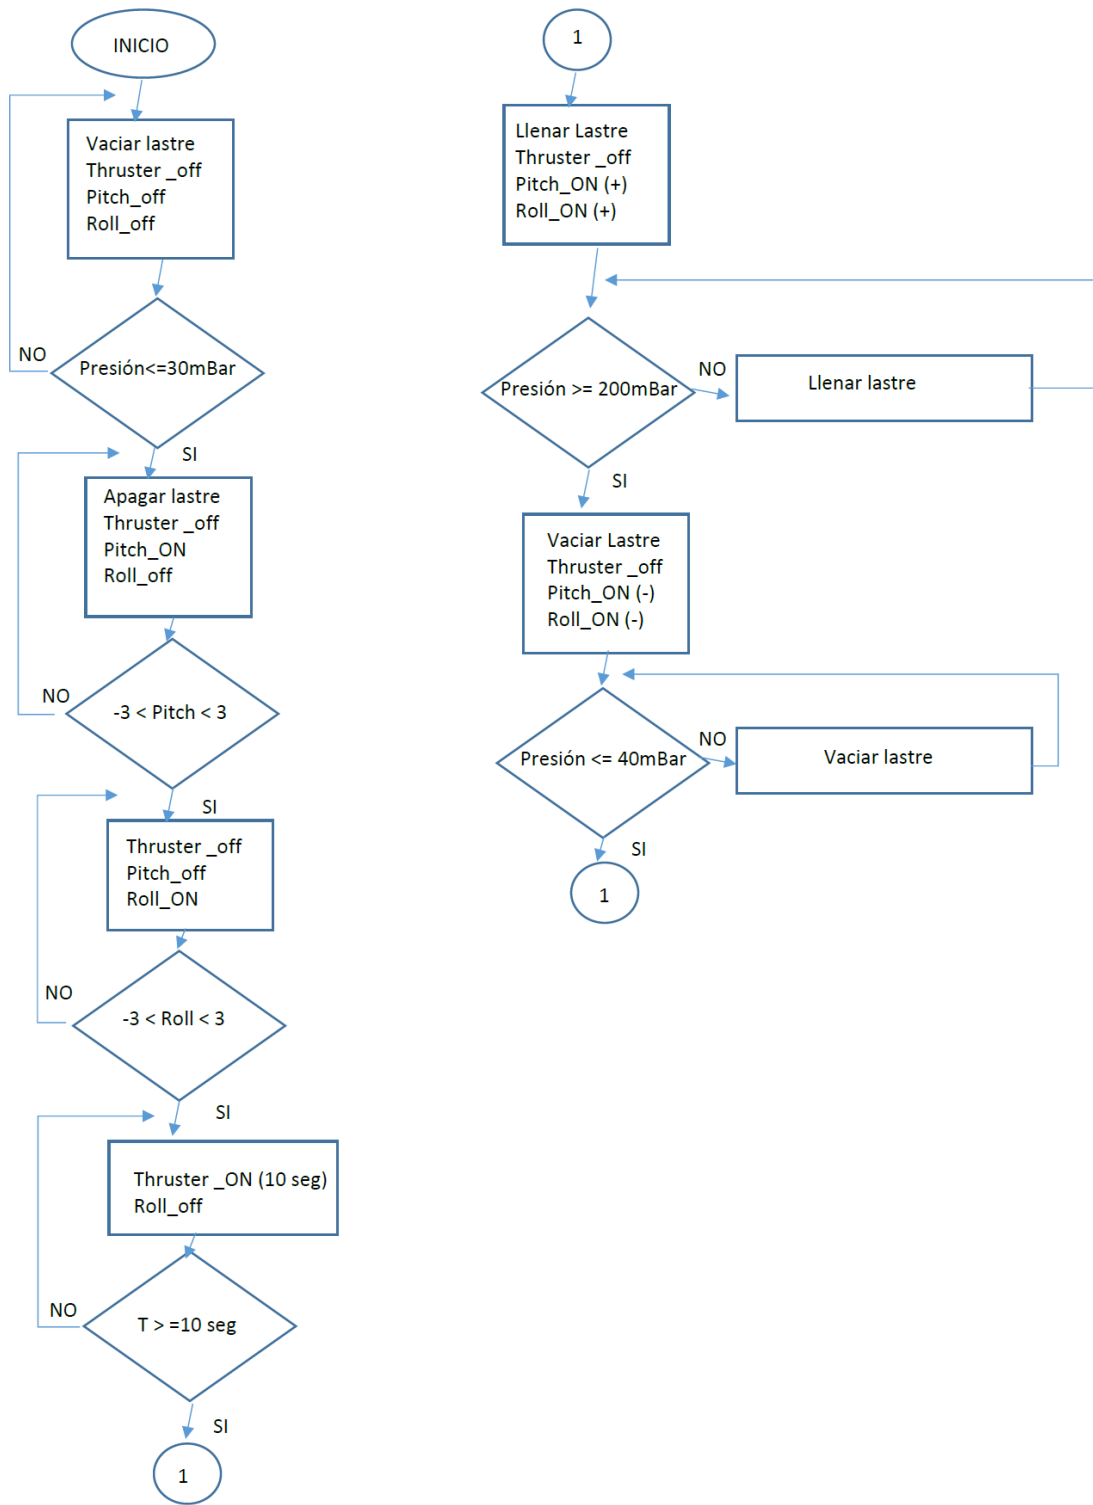 INICIO
Vaciar lastre
Thruster _off
Pitch_off
Roll_off
NO
Presión<=30mBar
SI
Apagar lastre
Thruster _off
Pitch_ON
Roll_off
NO
-3 < Pitch < 3
SI
Thruster _off
Pitch_off
Roll_ON
NO
-3 < Roll < 3
SI
Thruster _ON (10 seg)
Roll_off
NO
T > =10 seg
SI
1
1
Llenar Lastre
Thruster _off
Pitch_ON (+)
Roll_ON (+)
Presión >= 200mBar
NO
Llenar lastre
SI
Vaciar Lastre
Thruster _off
Pitch_ON (-)
Roll_ON (-)
Presión <= 40mBar
NO
Vaciar lastre
SI
1